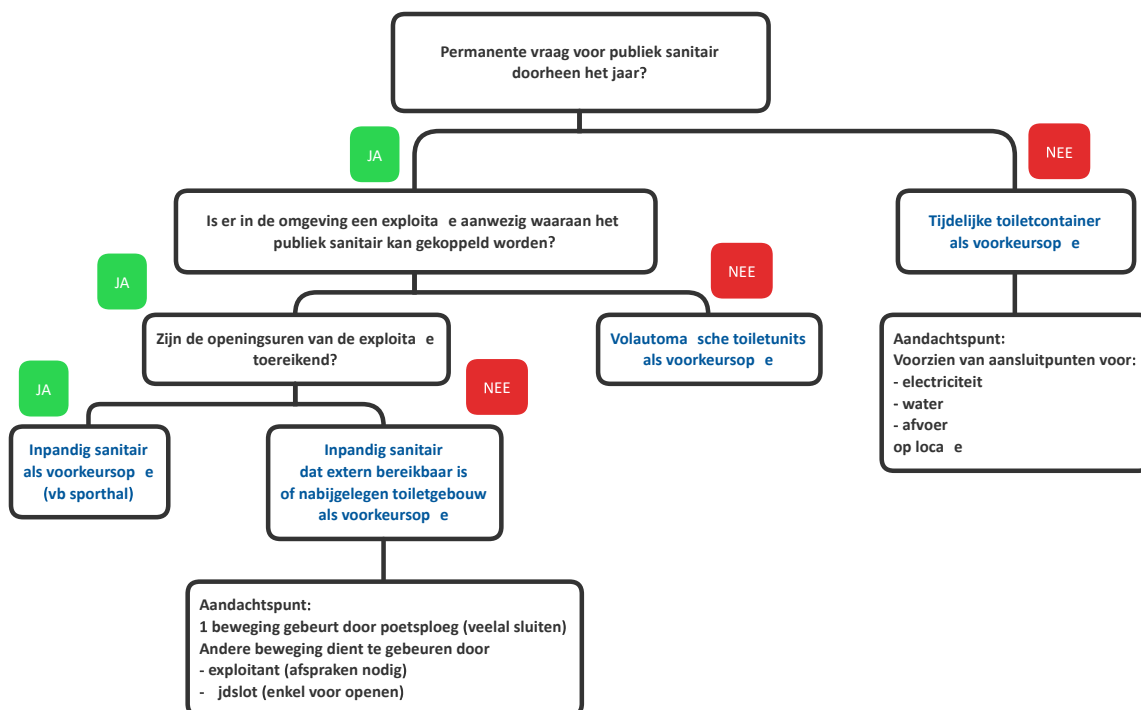 Permanente vraag voor publiek sanitair
doorheen het jaar?
JA
NEE
Is er in de omgeving een exploita e aanwezig waaraan het
publiek sanitair kan gekoppeld worden?
Tijdelijke toiletcontainer
als voorkeursop e
JA
NEE
Zijn de openingsuren van de exploita e
toereikend?
Volautoma sche toiletunits
als voorkeursop e
Aandachtspunt:
Voorzien van aansluitpunten voor:
- electriciteit
- water
- afvoer
op loca e
JA
NEE
Inpandig sanitair
als voorkeursop e
(vb sporthal)
Inpandig sanitair
dat extern bereikbaar is
of nabijgelegen toiletgebouw
als voorkeursop e
Aandachtspunt:
1 beweging gebeurt door poetsploeg (veelal sluiten)
Andere beweging dient te gebeuren door
- exploitant (afspraken nodig)
- jdslot (enkel voor openen)